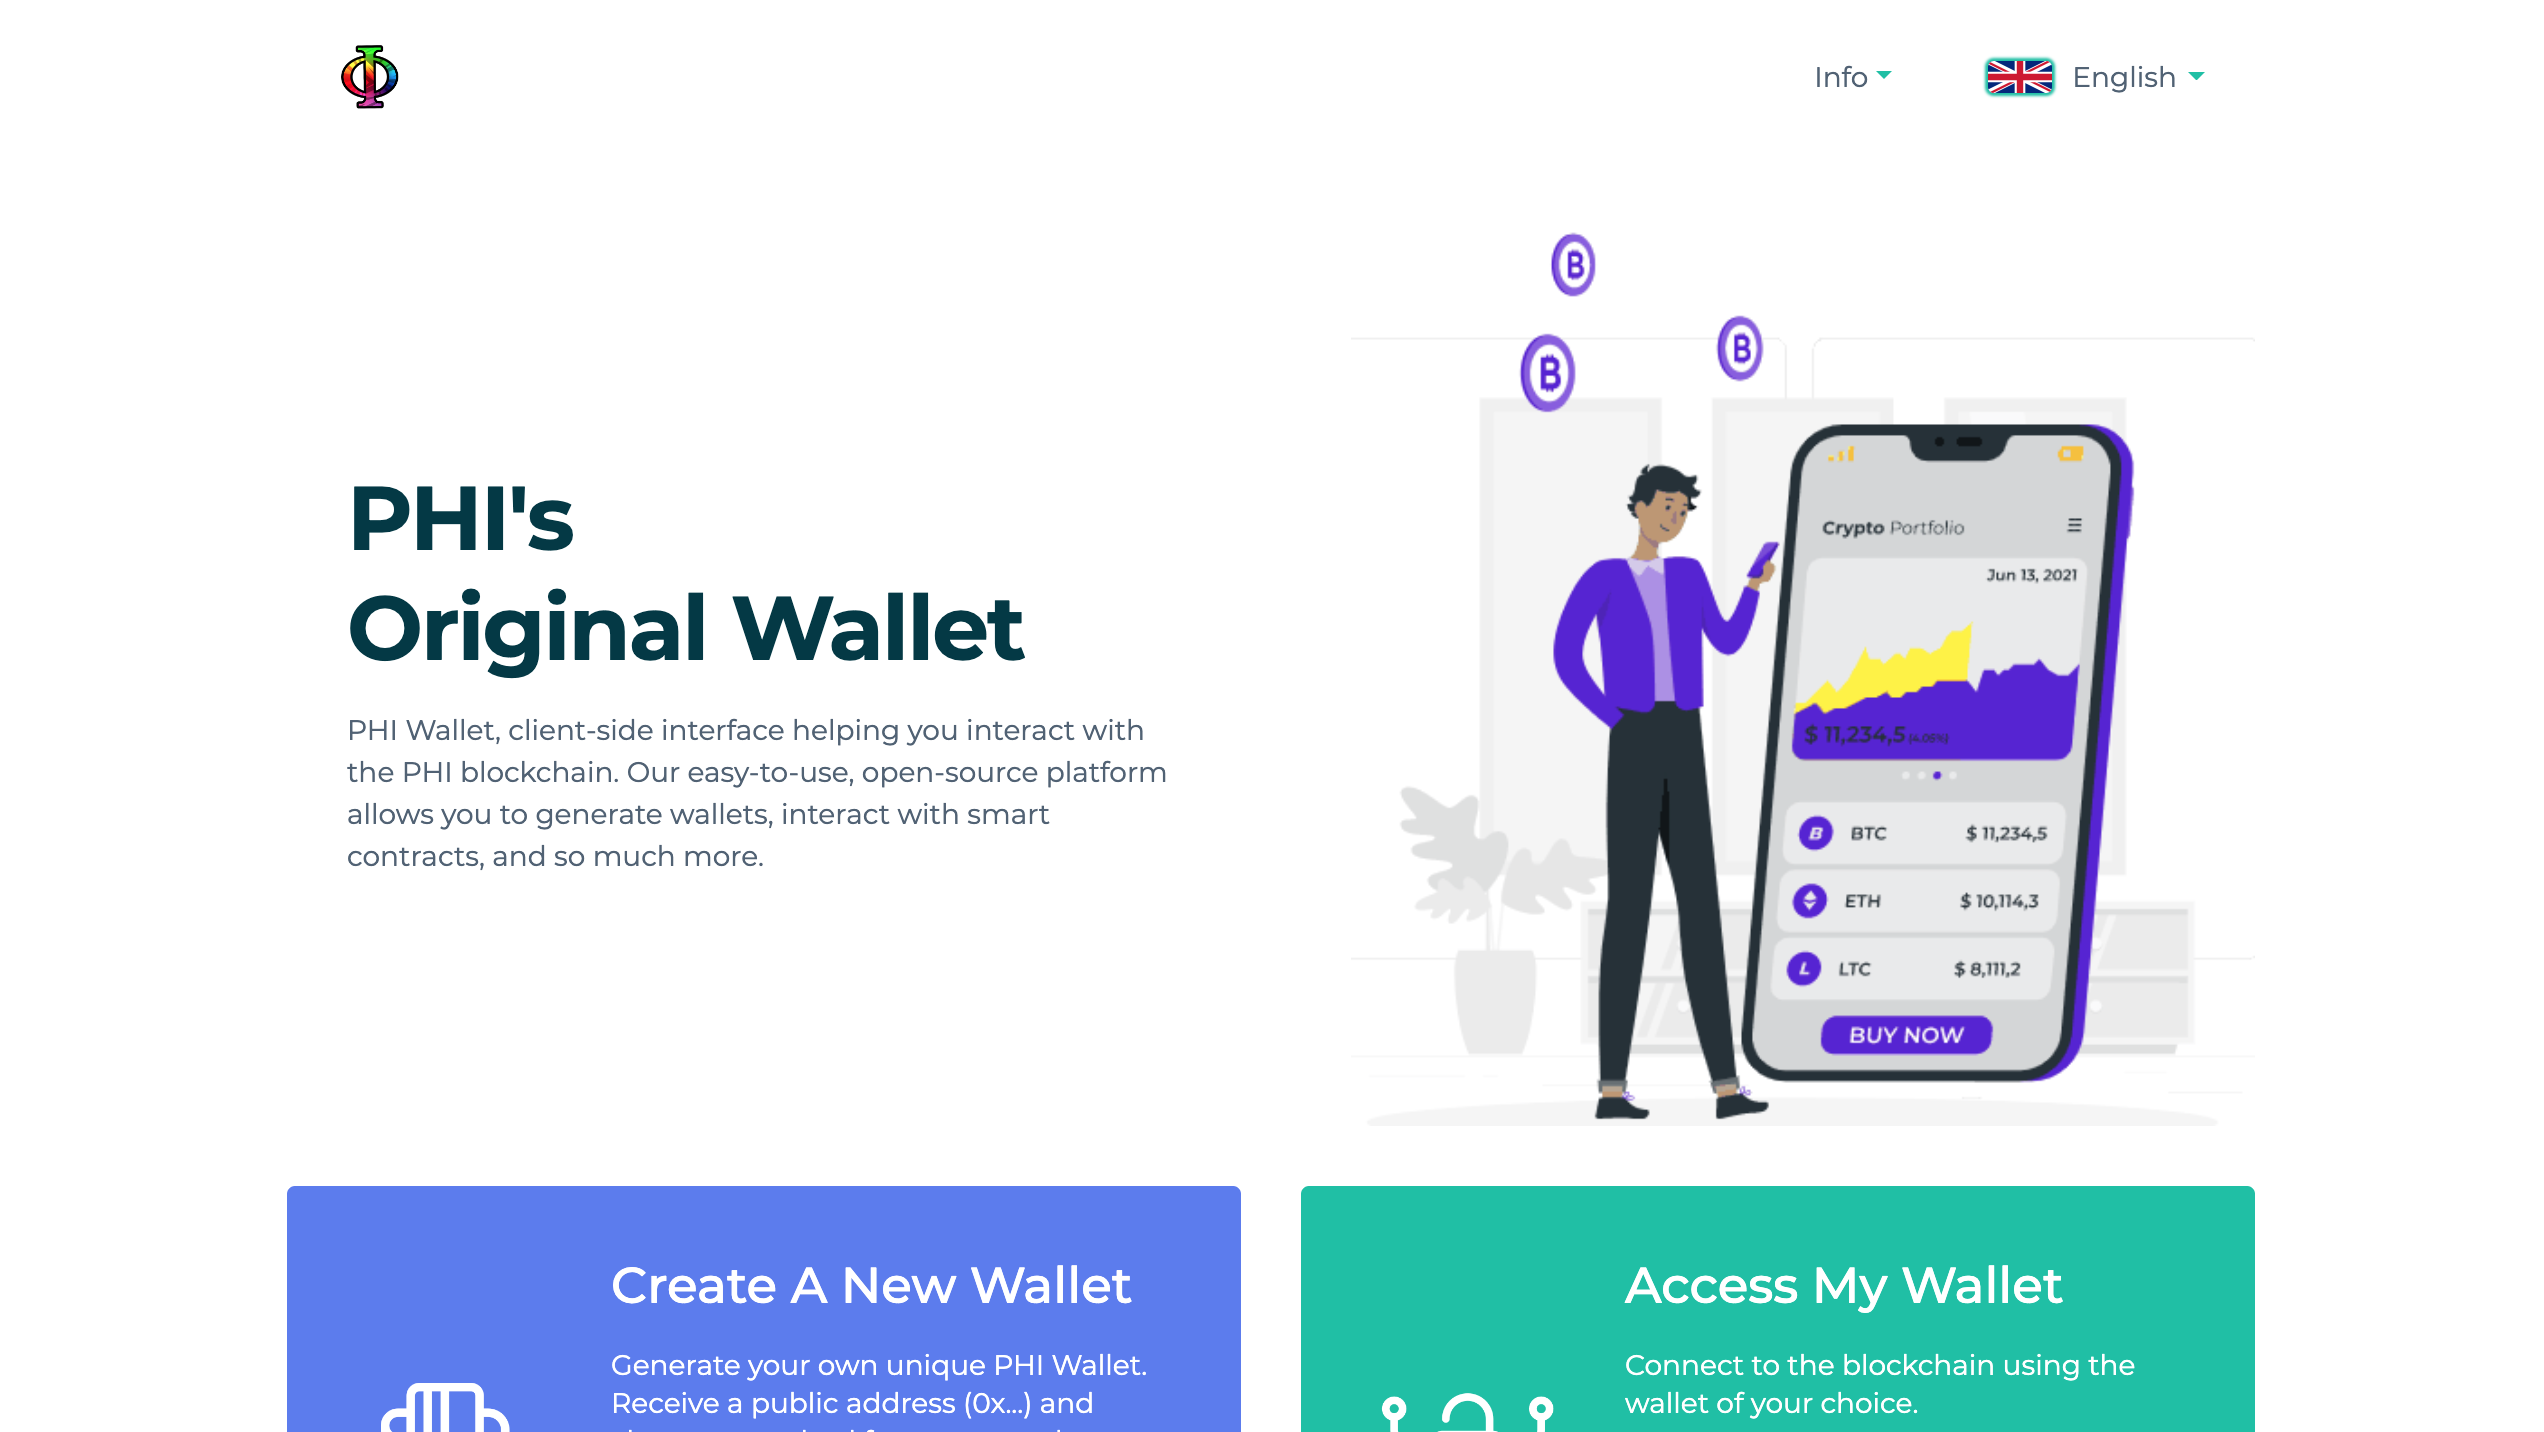 Info
English
PHI's
Original Wallet
PHI Wallet, client-side interface helping you interact with
the PHI blockchain. Our easy-to-use, open-source platform
allows you to generate wallets, interact with smart
contracts, and so much more.
Crypto Portfolio
Jun 13, 2021
$ 11,234,5 (4.05%)
BTC $ 11,234,5
ETH $ 10,114,3
LTC $ 8,111,2
BUY NOW
Create A New Wallet
Generate your own unique PHI Wallet.
Receive a public address (0x...) and
Access My Wallet
Connect to the blockchain using the
wallet of your choice.